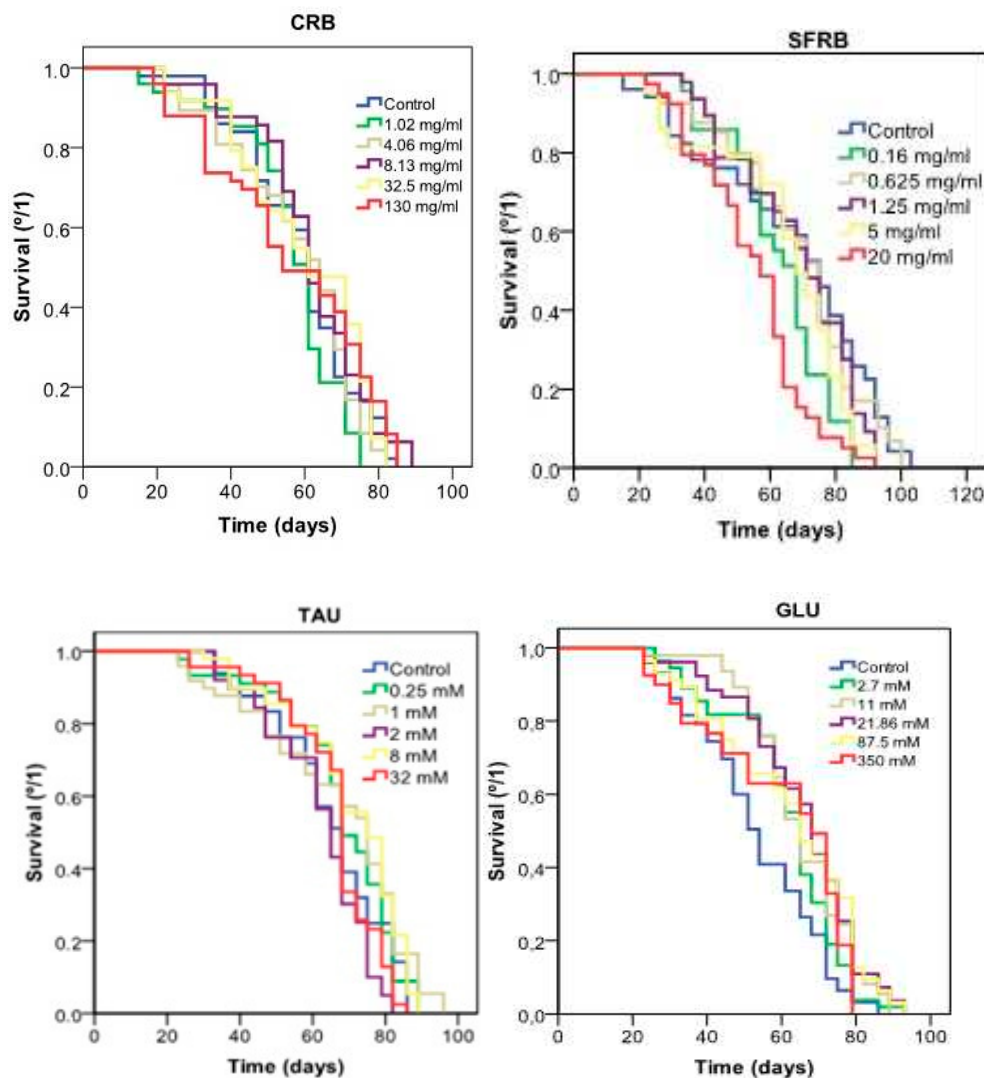 CRB
Survival (º/1)
1.0
0.8
0.6
0.4
0.2
0.0
Control
1.02 mg/ml
4.06 mg/ml
8.13 mg/ml
32.5 mg/ml
130 mg/ml
0 20 40 60 80 100
Time (days)
SFRB
Survival (º/1)
1.0
0.8
0.6
0.4
0.2
0.0
Control
0.16 mg/ml
0.625 mg/ml
1.25 mg/ml
5 mg/ml
20 mg/ml
0 20 40 60 80 100 120
Time (days)
TAU
Survival (º/1)
1.0
0.8
0.6
0.4
0.2
0.0
Control
0.25 mM
1 mM
2 mM
8 mM
32 mM
0 20 40 60 80 100
Time (days)
GLU
Survival (º/1)
1.0
0.8
0.6
0.4
0.2
0.0
Control
2.7 mM
11 mM
21.86 mM
87.5 mM
350 mM
0 20 40 60 80 100
Time (days)